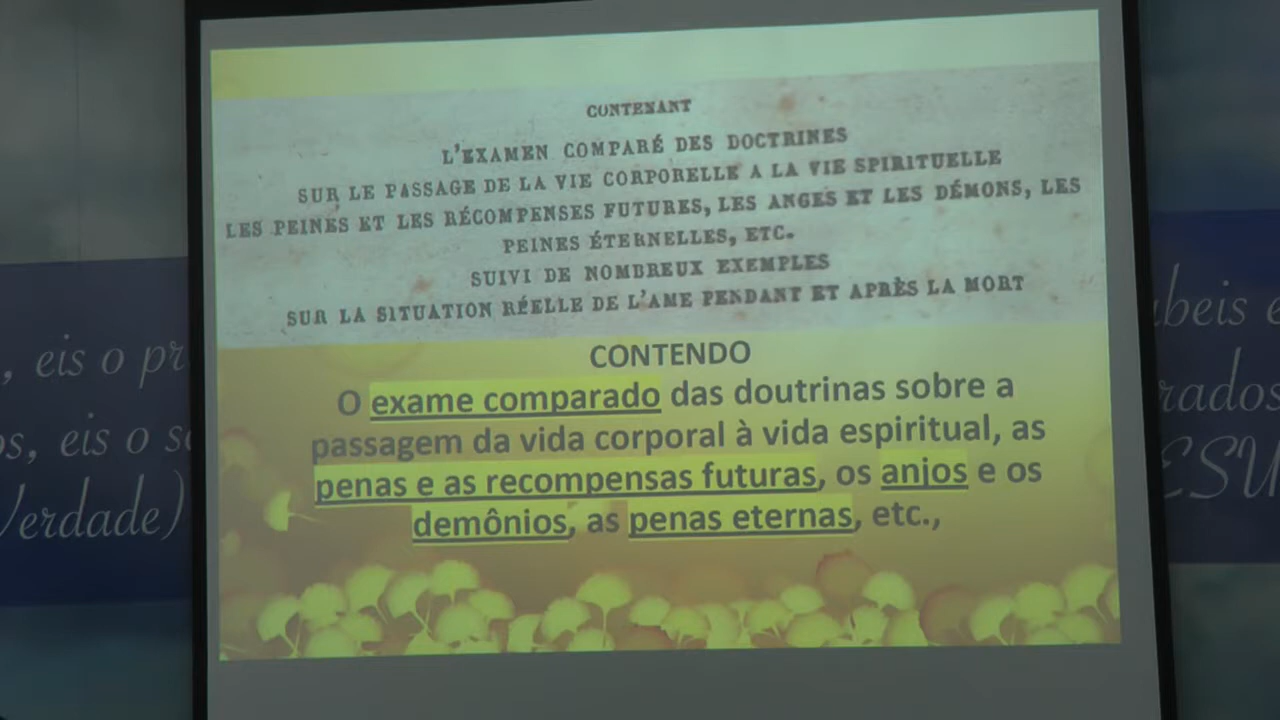 CONTENANT
L'EXAMEN COMPARÉ DES DOCTRINES
SUR LE PASSAGE DE LA VIE CORPORELLE A LA VIE SPIRITUELLE
LES PEINES ET LES RÉCOMPENSES FUTURES, LES ANGES ET LES DÉMONS, LES
PEINES ÉTERNELLES, ETC.
SUIVI DE NOMBREUX EXEMPLES
SUR LA SITUATION RÉELLE DE L'AME PENDANT ET APRÈS LA MORT
CONTENDO
O exame comparado das doutrinas sobre a
passagem da vida corporal à vida espiritual, as
penas e as recompensas futuras, os anjos e os
demônios, as penas eternas, etc.,
, eis o
eis o
Verdade)